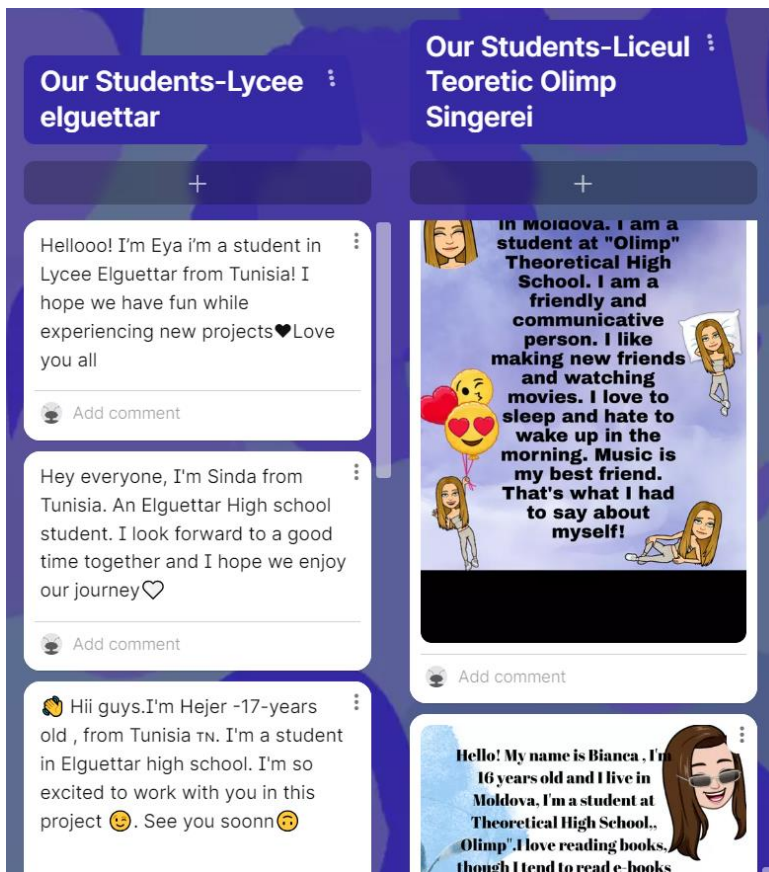 Our Students-Lycee
elguettar
+
Hellooo! I'm Eya i'm a student in
Lycee Elguettar from Tunisia! I
hope we have fun while
experiencing new projects♥Love
you all
Add comment
Hey everyone, I'm Sinda from
Tunisia. An Elguettar High school
student. I look forward to a good
time together and I hope we enjoy
our journey♡
Add comment
👏 Hii guys.I'm Hejer -17-years
old , from Tunisia ᴛɴ. I'm a student
in Elguettar high school. I'm so
excited to work with you in this
project 😉. See you soonn🙃
Our Students-Liceul
Teoretic Olimp
Singerei
+
in Moldova. I am a
student at "Olimp"
Theoretical High
School. I am a
friendly and
communicative
person. I like
making new friends
and watching
movies. I love to
sleep and hate to
wake up in the
morning. Music is
my best friend.
That's what I had
to say about
myself!
Add comment
Hello! My name is Bianca , I'm
16 years old and I live in
Moldova, I'm a student at
Theoretical High School,,
Olimp".I love reading books,
though I tend to read e-books